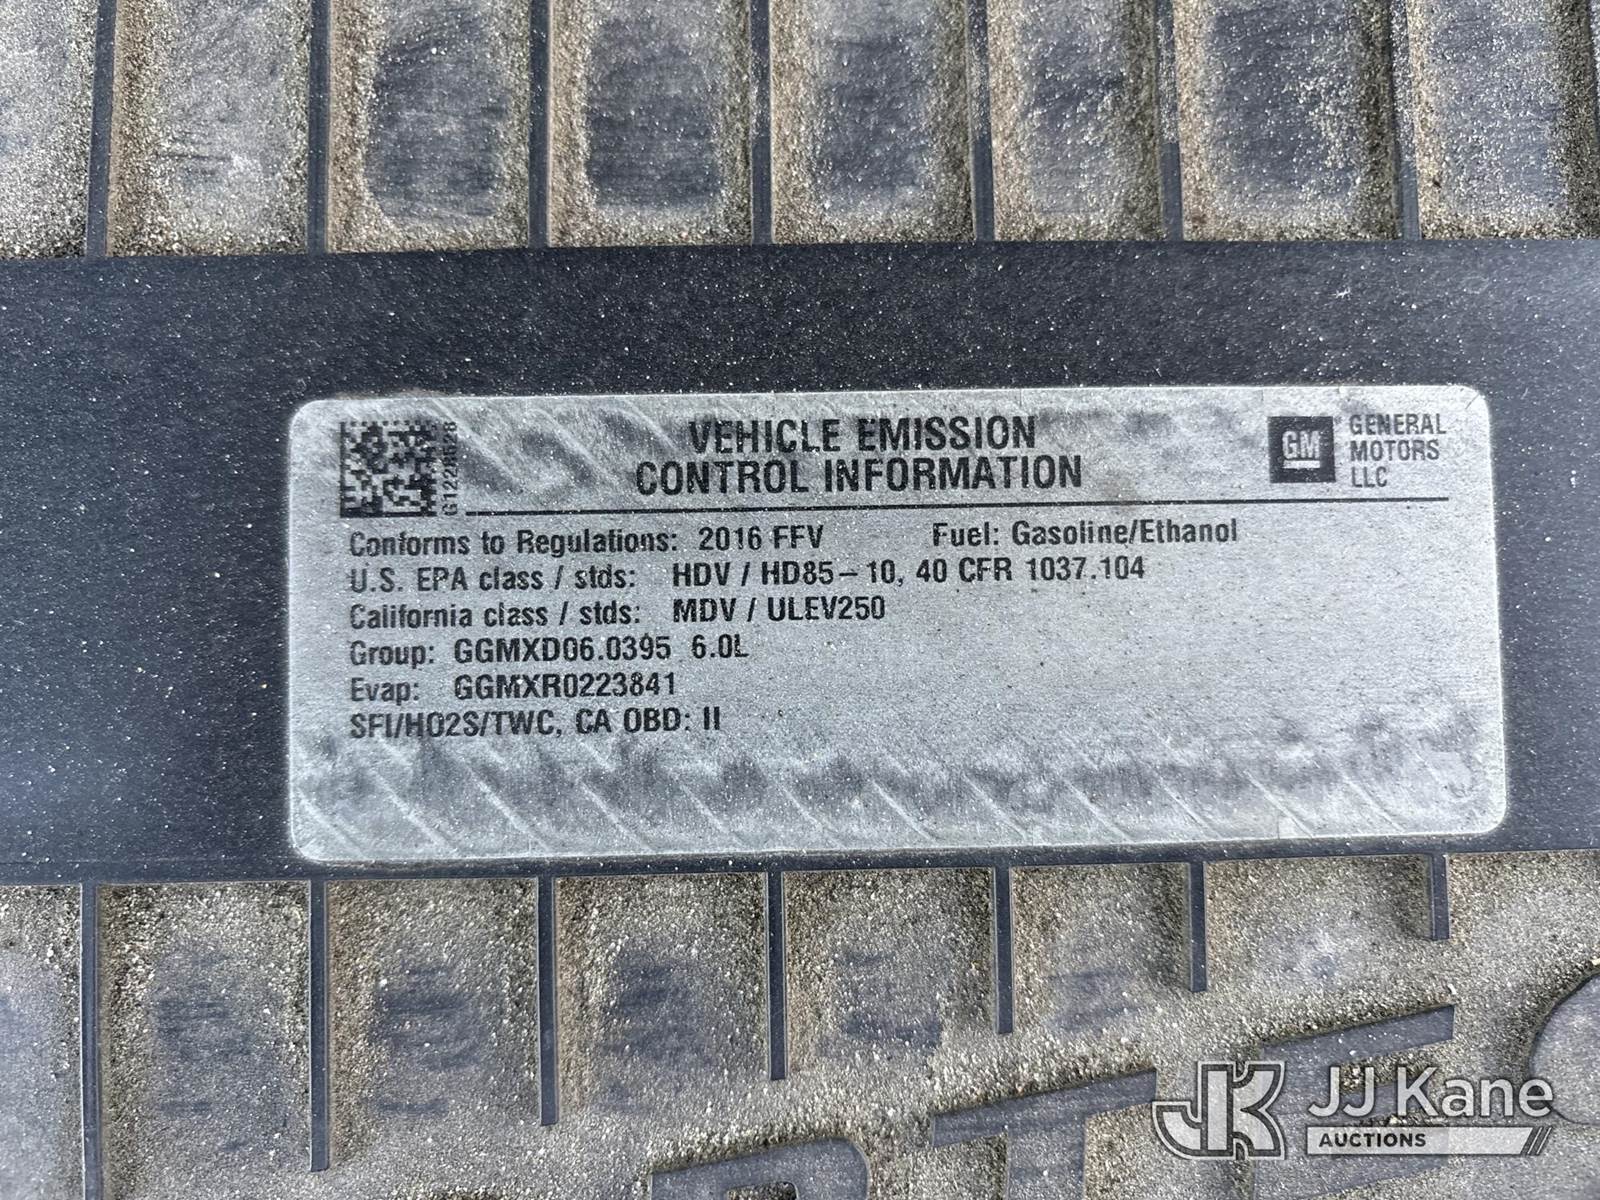 VEHICLE EMISSION
CONTROL INFORMATION
GM
GENERAL
MOTORS
LLC
Conforms to Regulations: 2016 FFV Fuel: Gasoline/Ethanol
U.S. EPA class / stds: HDV / HD85-10, 40 CFR 1037.104
California class / stds: MDV / ULEV250
Group: GGMXD06.0395 6.0L
Evap: GGMXR0223841
SFI/HO2S/TWC, CA OBD: II
JK JJ Kane
AUCTIONS